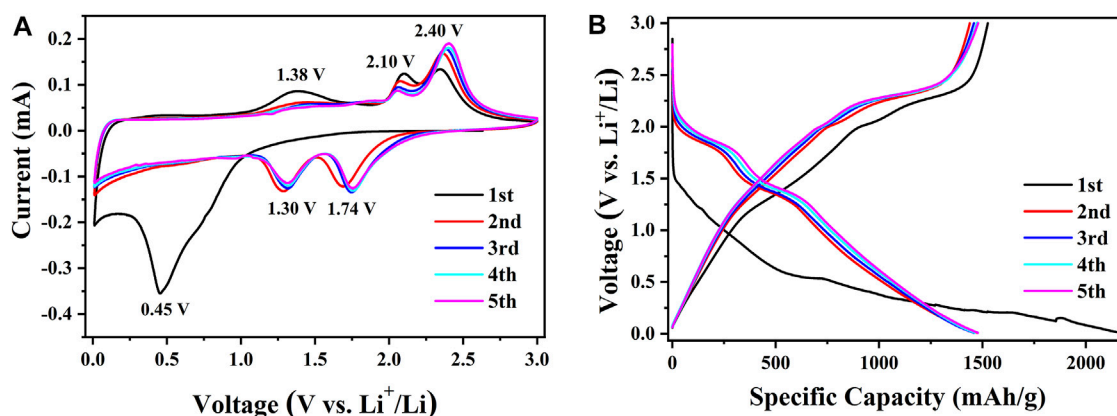 A
0.2
0.1
0.0
-0.1
-0.2
-0.3
-0.4
Current (mA)
1.38 V
2.10 V
2.40 V
1.30 V
1.74 V
0.45 V
1st
2nd
3rd
4th
5th
0.0 0.5 1.0 1.5 2.0 2.5 3.0
Voltage (V vs. Li⁺/Li)
B
3.0
2.5
2.0
1.5
1.0
0.5
0.0
Voltage (V vs. Li⁺/Li)
1st
2nd
3rd
4th
5th
0 500 1000 1500 2000
Specific Capacity (mAh/g)